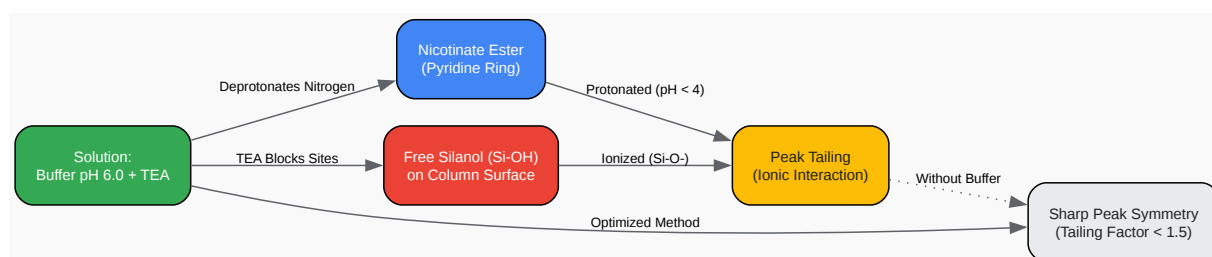 Nicotinate Ester
(Pyridine Ring)
Deprotonates Nitrogen
Protonated (pH < 4)
Solution:
Buffer pH 6.0 + TEA
TEA Blocks Sites
Free Silanol (Si-OH)
on Column Surface
Ionized (Si-O-)
Peak Tailing
(Ionic Interaction)
Without Buffer
Optimized Method
Sharp Peak Symmetry
(Tailing Factor < 1.5)